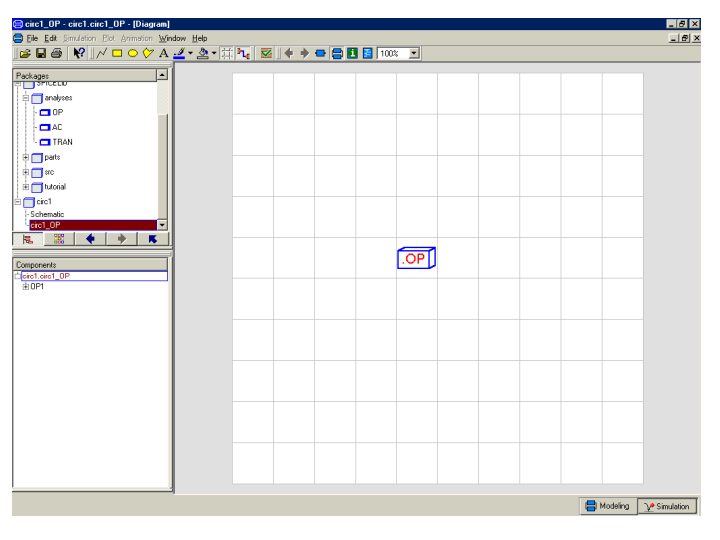 circ1_OP - circ1.circ1_OP - [Diagram]
File Edit Simulation Plot Animation Window Help
100%
Packages
SPICELib
analyses
OP
AC
TRAN
parts
src
tutorial
circ1
Schematic
circ1_OP
Components
circ1.circ1_OP
OP1
.OP
Modeling Simulation